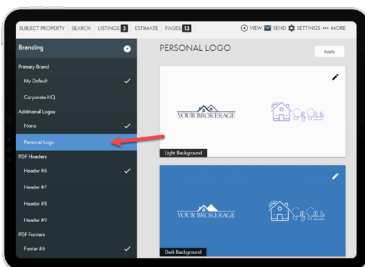 SUBJECT PROPERTY SEARCH LISTINGS 3 ESTIMATE PAGES 13 VIEW SEND SETTINGS ••• MORE
Branding
PERSONAL LOGO
Apply
Primary Brand
My Default
Corporate HQ
Additional Logos
None
Personal Logo
PDF Headers
Header #6
Header #7
Header #8
Header #9
PDF Footers
Footer #6
YOUR BROKERAGE
Light Background
YOUR BROKERAGE
Dark Background